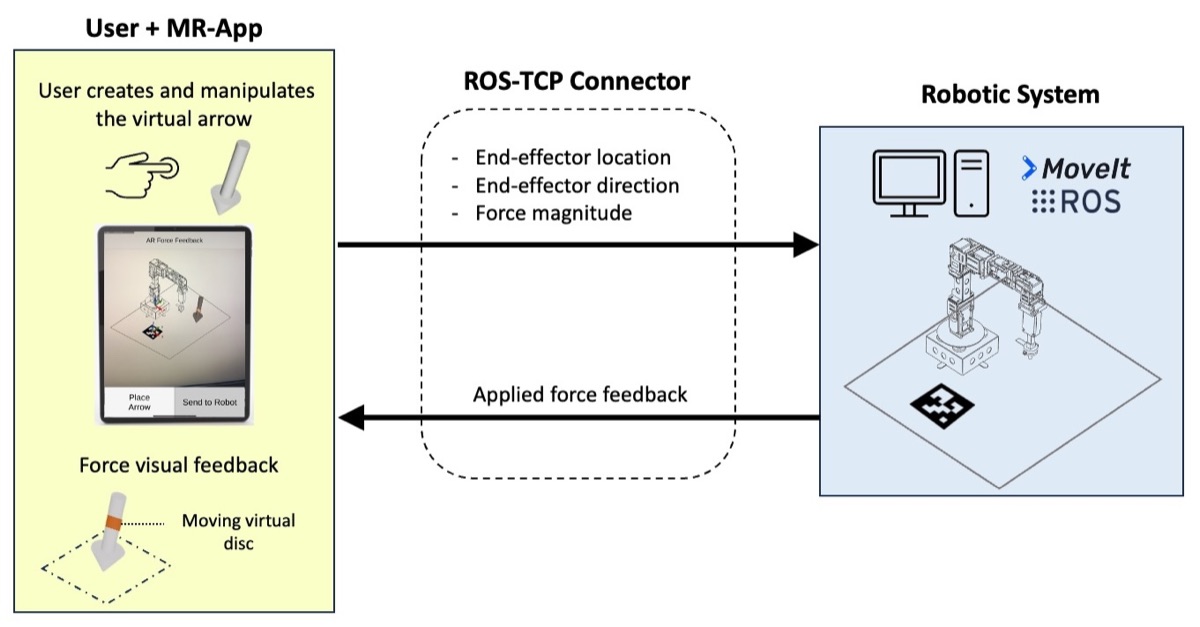 User + MR-App
User creates and manipulates
the virtual arrow
AR Force Feedback
Place
Arrow
Send to Robot
Force visual feedback
Moving virtual
disc
ROS-TCP Connector
- End-effector location
- End-effector direction
- Force magnitude
Applied force feedback
Robotic System
MoveIt
ROS